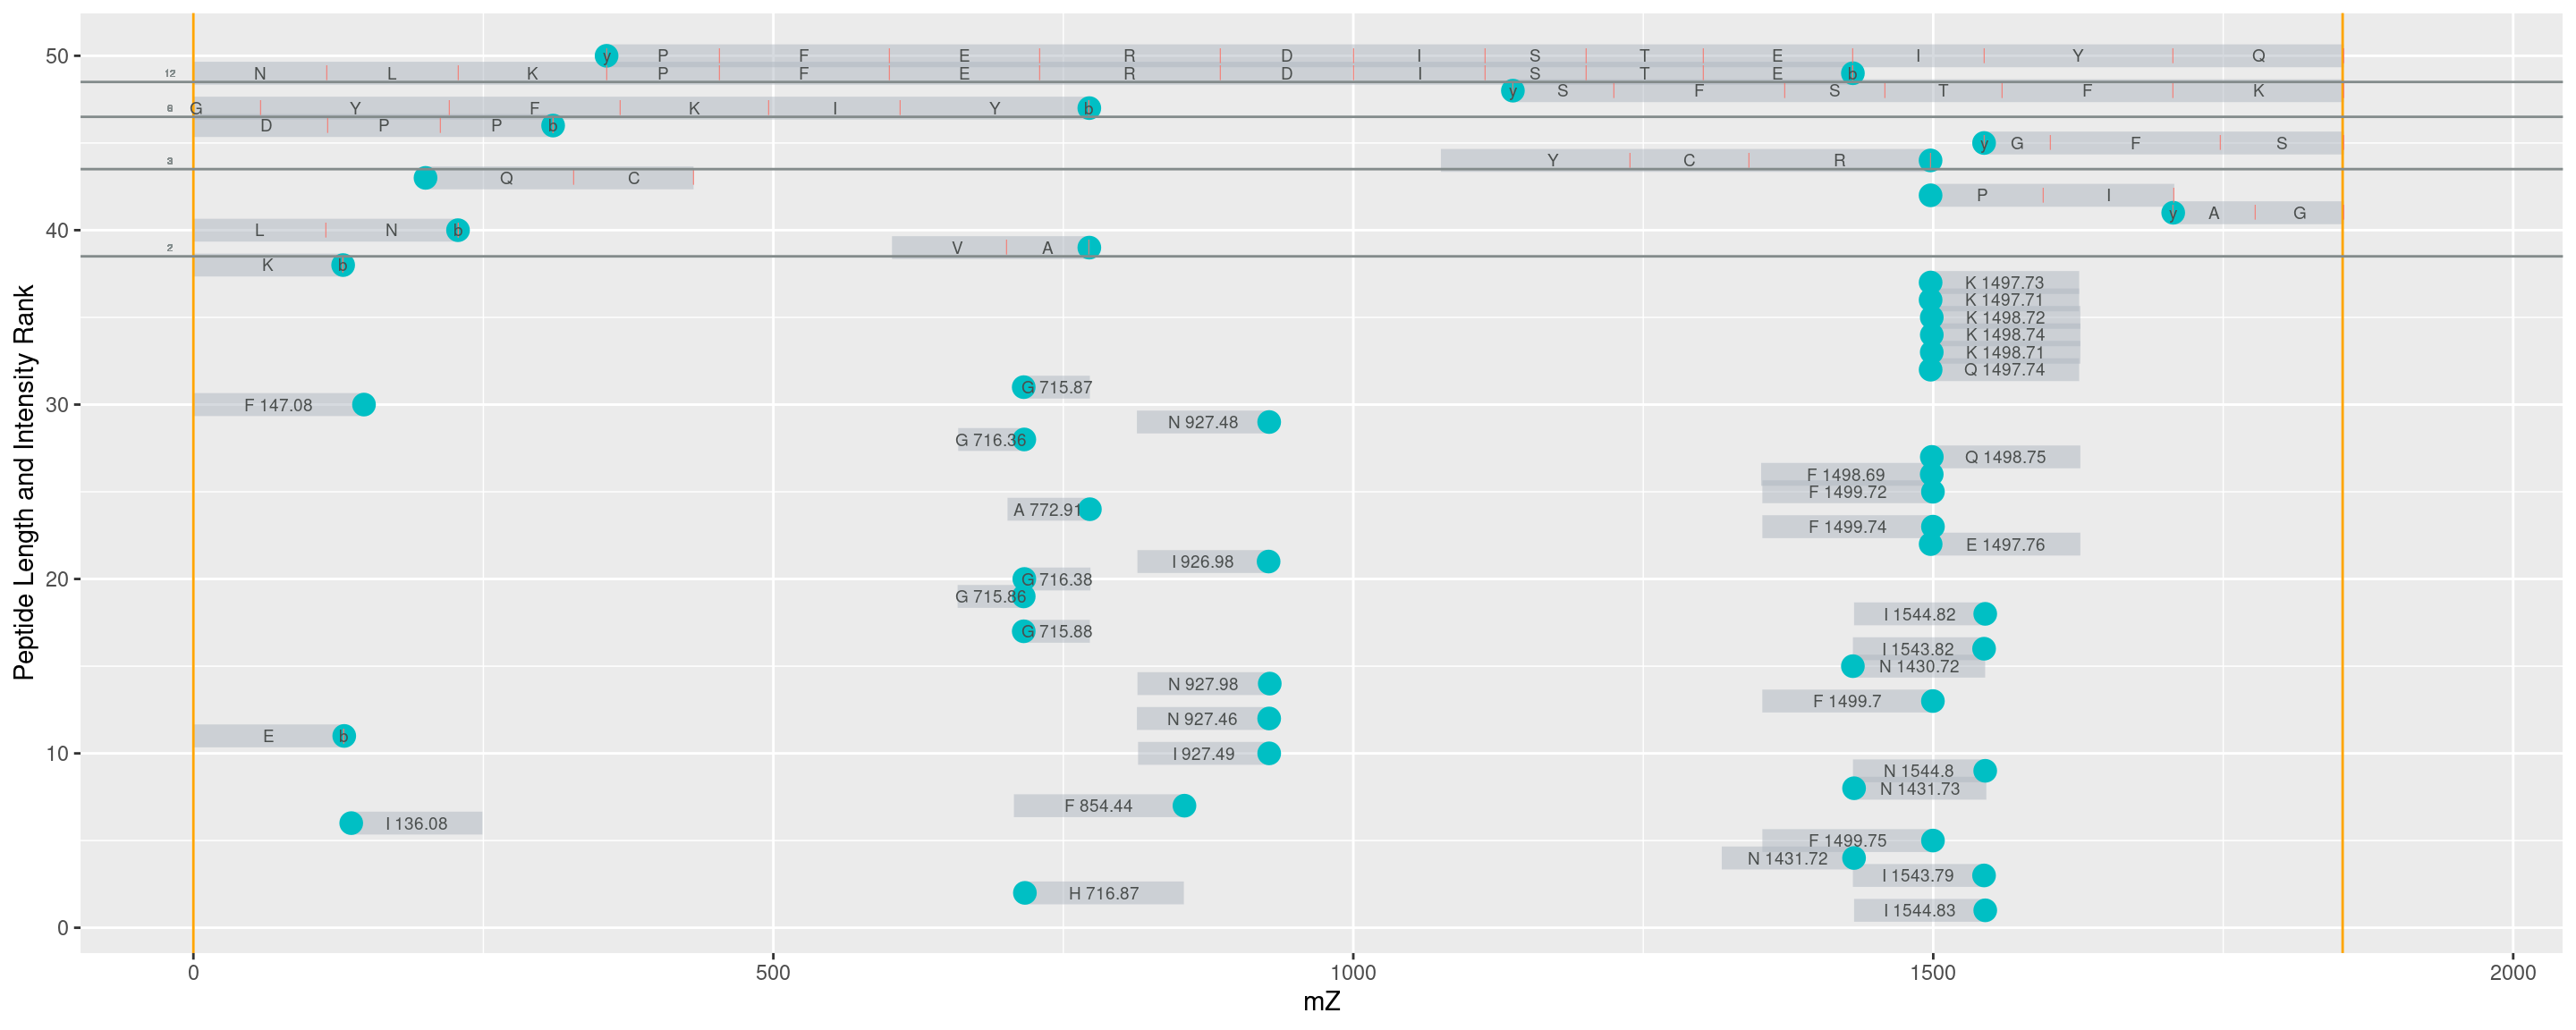 50
y P F E R D I S T E I Y Q
12
N L K P F E R D I S T E b
y S F S T F K
G Y F K I Y b
D P P b
y G F S
3
Y C R
Q C
P I
y A G
40
L N b
2
V A
K b
K 1497.73
K 1497.71
K 1498.72
K 1498.74
K 1498.71
Q 1497.74
G 715.87
30
F 147.08
N 927.48
G 716.36
Q 1498.75
F 1498.69
F 1499.72
A 772.91
F 1499.74
E 1497.76
I 926.98
20
G 716.38
G 715.86
I 1544.82
G 715.88
I 1543.82
N 1430.72
N 927.98
F 1499.7
N 927.46
E b
10
I 927.49
N 1544.8
N 1431.73
F 854.44
I 136.08
F 1499.75
N 1431.72
I 1543.79
H 716.87
I 1544.83
0
0 500 1000 1500 2000
mZ
Peptide Length and Intensity Rank